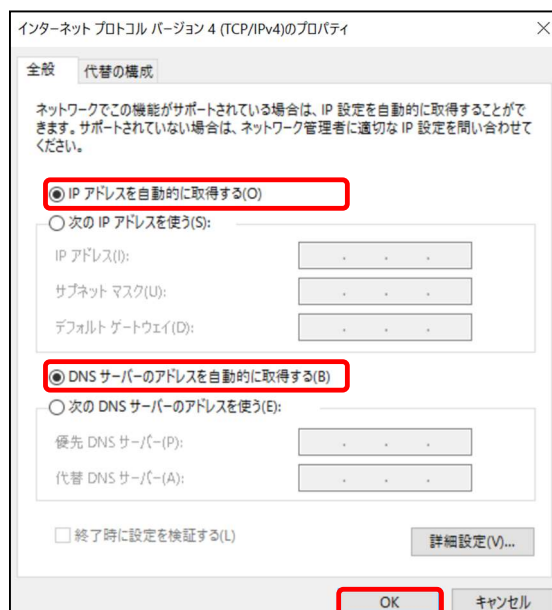 インターネット プロトコル バージョン 4 (TCP/IPv4)のプロパティ
全般 代替の構成
ネットワークでこの機能がサポートされている場合は、IP 設定を自動的に取得することがで
きます。サポートされていない場合は、ネットワーク管理者に適切な IP 設定を問い合わせて
ください。
IP アドレスを自動的に取得する(O)
次の IP アドレスを使う(S):
IP アドレス(I):
サブネット マスク(U):
デフォルト ゲートウェイ(D):
DNS サーバーのアドレスを自動的に取得する(B)
次の DNS サーバーのアドレスを使う(E):
優先 DNS サーバー(P):
代替 DNS サーバー(A):
終了時に設定を検証する(L)
詳細設定(V)...
OK キャンセル